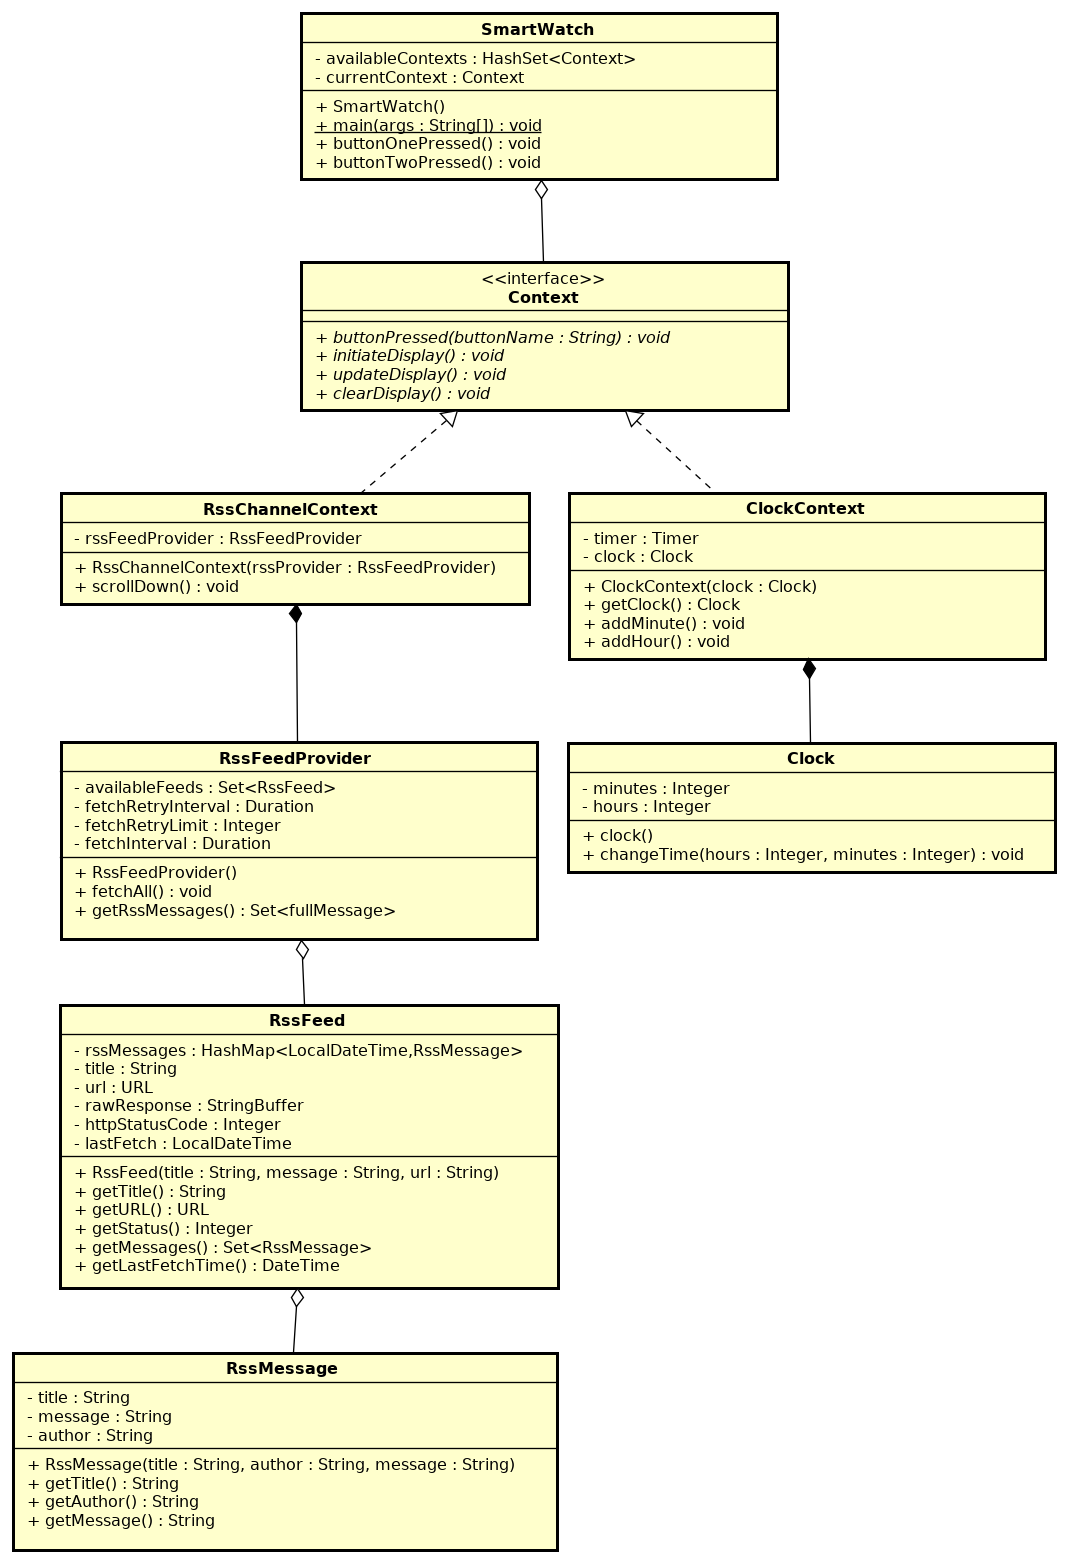 SmartWatch
- availableContexts : HashSet<Context>
- currentContext : Context
+ SmartWatch()
+ main(args : String[]) : void
+ buttonOnePressed() : void
+ buttonTwoPressed() : void
<<interface>>
Context
+ buttonPressed(buttonName : String) : void
+ initiateDisplay() : void
+ updateDisplay() : void
+ clearDisplay() : void
RssChannelContext
- rssFeedProvider : RssFeedProvider
+ RssChannelContext(rssProvider : RssFeedProvider)
+ scrollDown() : void
ClockContext
- timer : Timer
- clock : Clock
+ ClockContext(clock : Clock)
+ getClock() : Clock
+ addMinute() : void
+ addHour() : void
RssFeedProvider
- availableFeeds : Set<RssFeed>
- fetchRetryInterval : Duration
- fetchRetryLimit : Integer
- fetchInterval : Duration
+ RssFeedProvider()
+ fetchAll() : void
+ getRssMessages() : Set<fullMessage>
Clock
- minutes : Integer
- hours : Integer
+ clock()
+ changeTime(hours : Integer, minutes : Integer) : void
RssFeed
- rssMessages : HashMap<LocalDateTime,RssMessage>
- title : String
- url : URL
- rawResponse : StringBuffer
- httpStatusCode : Integer
- lastFetch : LocalDateTime
+ RssFeed(title : String, message : String, url : String)
+ getTitle() : String
+ getURL() : URL
+ getStatus() : Integer
+ getMessages() : Set<RssMessage>
+ getLastFetchTime() : DateTime
RssMessage
- title : String
- message : String
- author : String
+ RssMessage(title : String, author : String, message : String)
+ getTitle() : String
+ getAuthor() : String
+ getMessage() : String